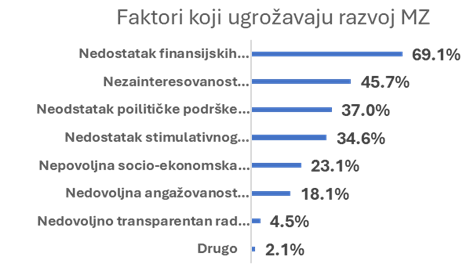 Faktori koji ugrožavaju razvoj MZ
Nedostatak finansijskih... 69.1%
Nezainteresovanost... 45.7%
Neodstatak poilitičke podrške... 37.0%
Nedostatak stimulativnog... 34.6%
Nepovoljna socio-ekonomska... 23.1%
Nedovoljna angažovanost... 18.1%
Nedovoljno transparentan rad... 4.5%
Drugo 2.1%